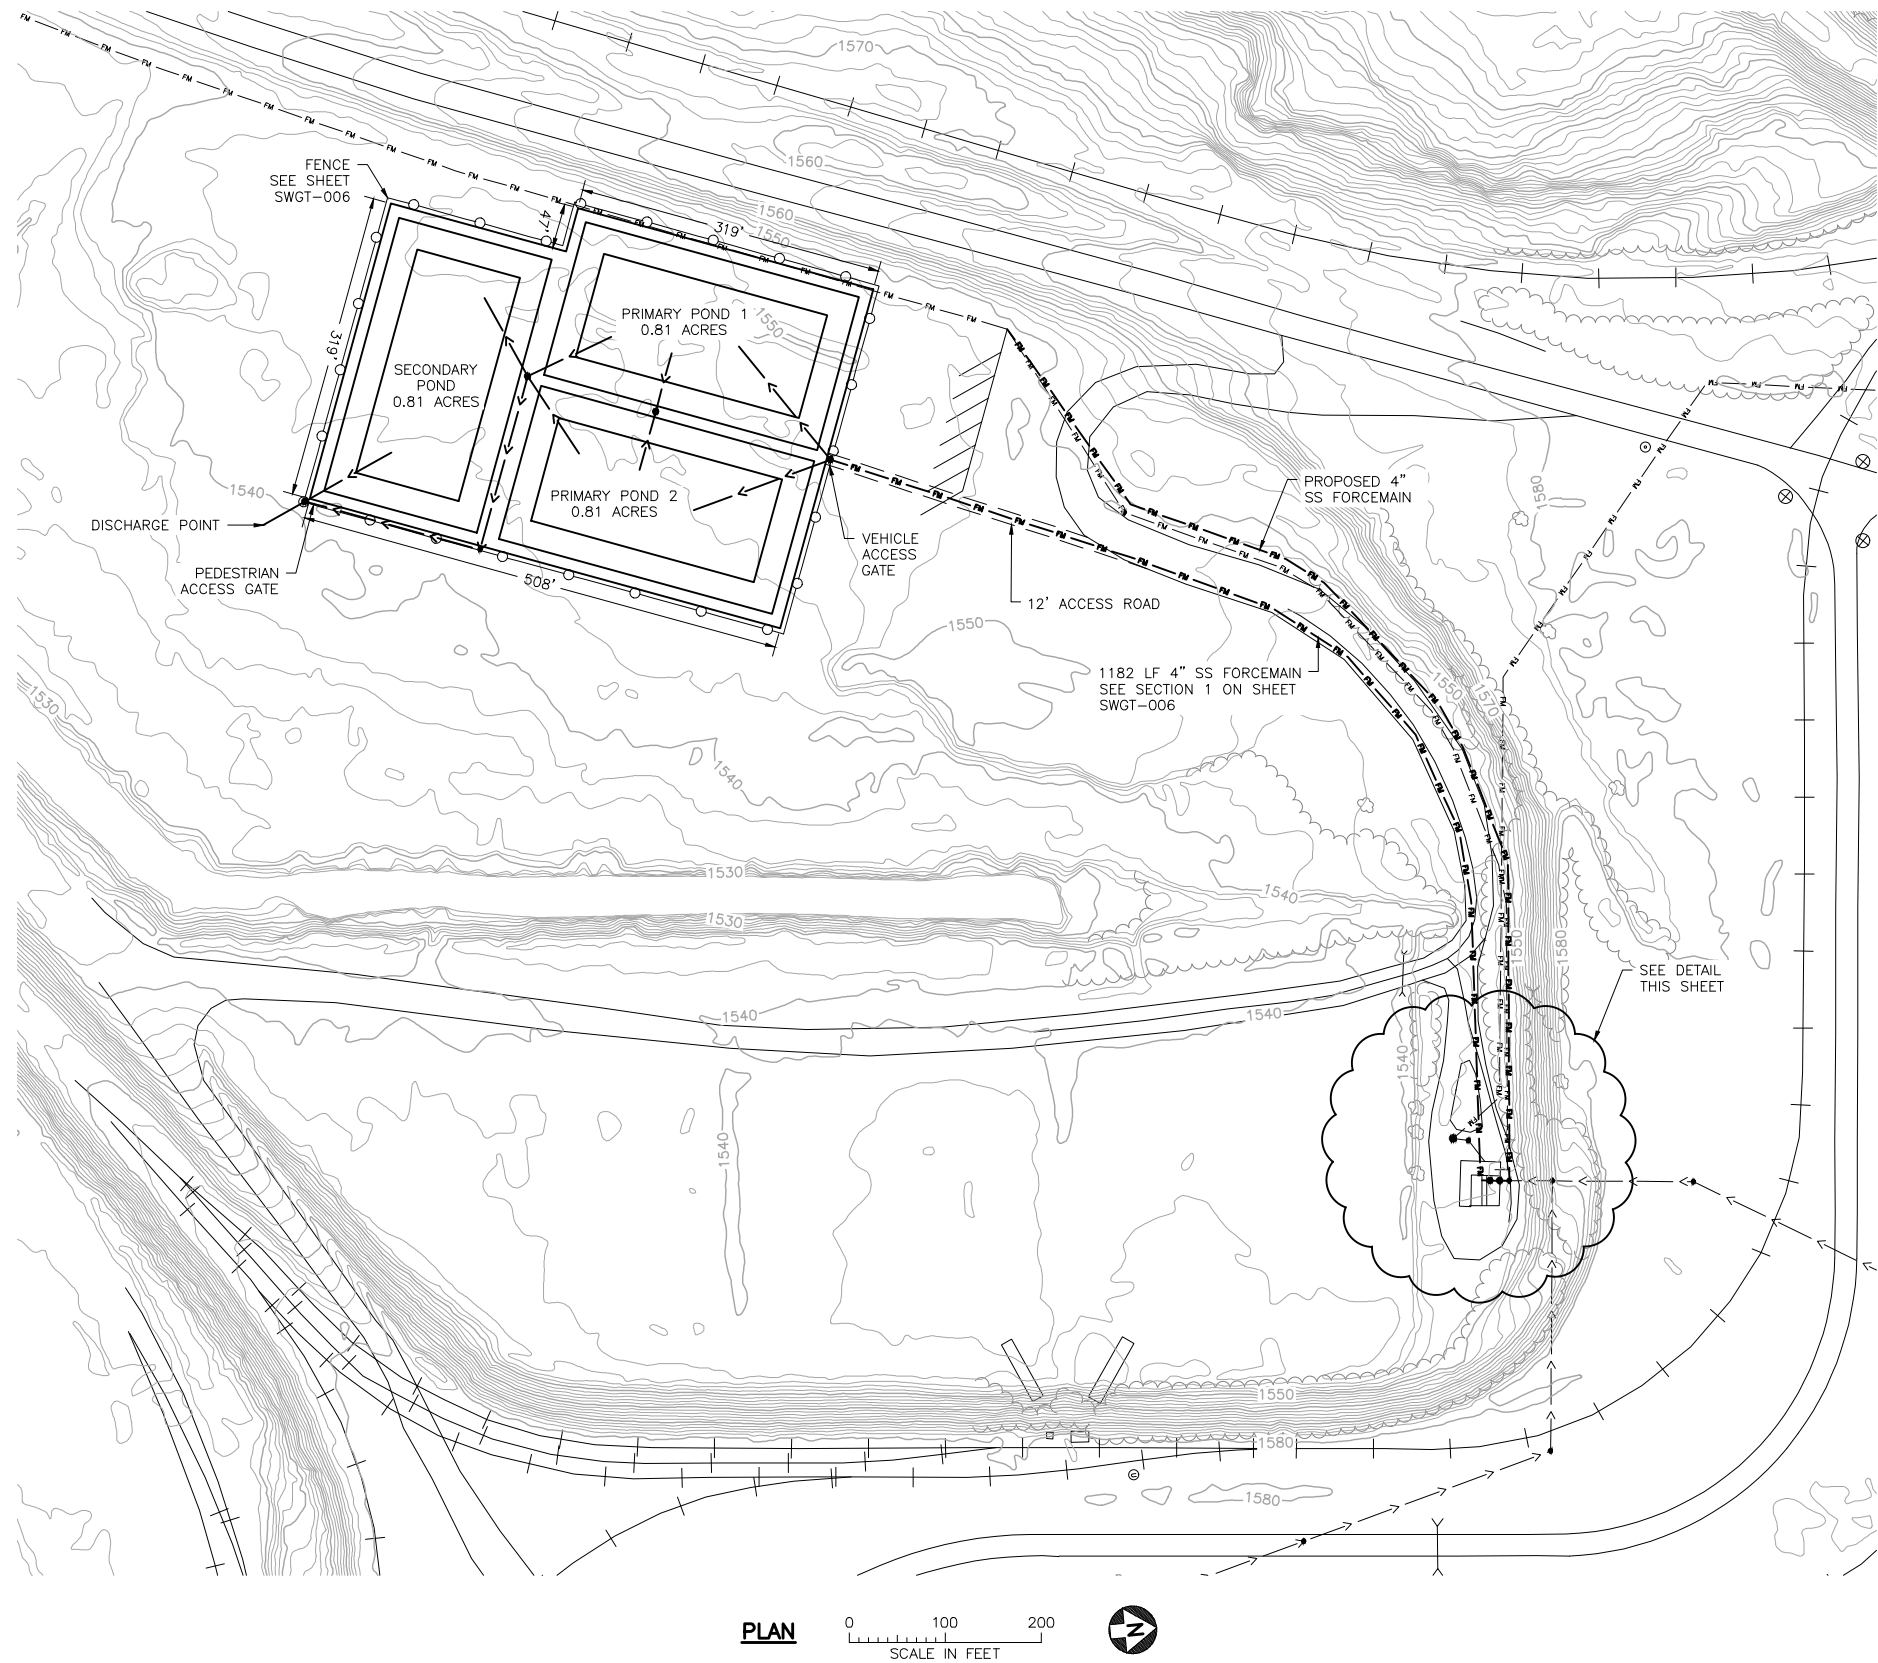 1570
1560
FENCE
SEE SHEET
SWGT-006
47'
319'
1560
1550
PRIMARY POND 1
0.81 ACRES
1550
319'
SECONDARY
POND
0.81 ACRES
PROPOSED 4"
SS FORCEMAIN
1580
1540
PRIMARY POND 2
0.81 ACRES
DISCHARGE POINT
VEHICLE
ACCESS
GATE
PEDESTRIAN
ACCESS GATE
508'
12' ACCESS ROAD
1550
1182 LF 4" SS FORCEMAIN
SEE SECTION 1 ON SHEET
SWGT-006
1550
1570
1530
1540
1530
1540
1530
1550
1580
SEE DETAIL
THIS SHEET
1540
1540
1540
1540
1550
1580
1580
PLAN
0 100 200
SCALE IN FEET
N